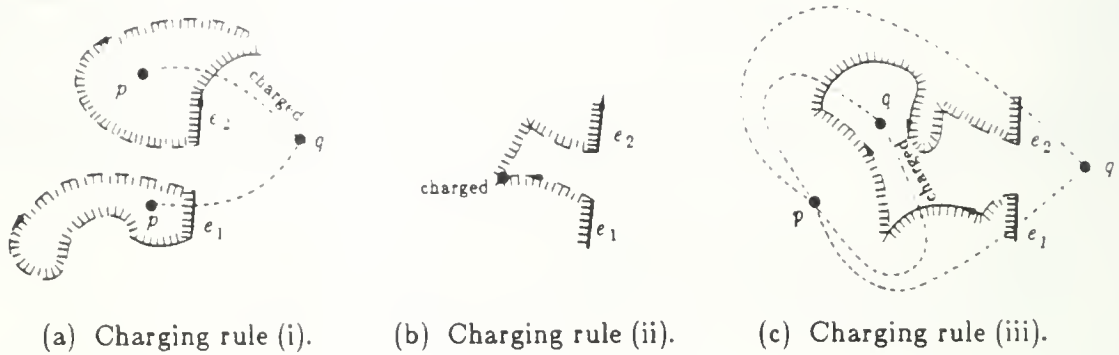 p
charged
q
e2
p
e1
charged
e2
e1
q
charged
e2
q
p
e1
(a) Charging rule (i).
(b) Charging rule (ii).
(c) Charging rule (iii).